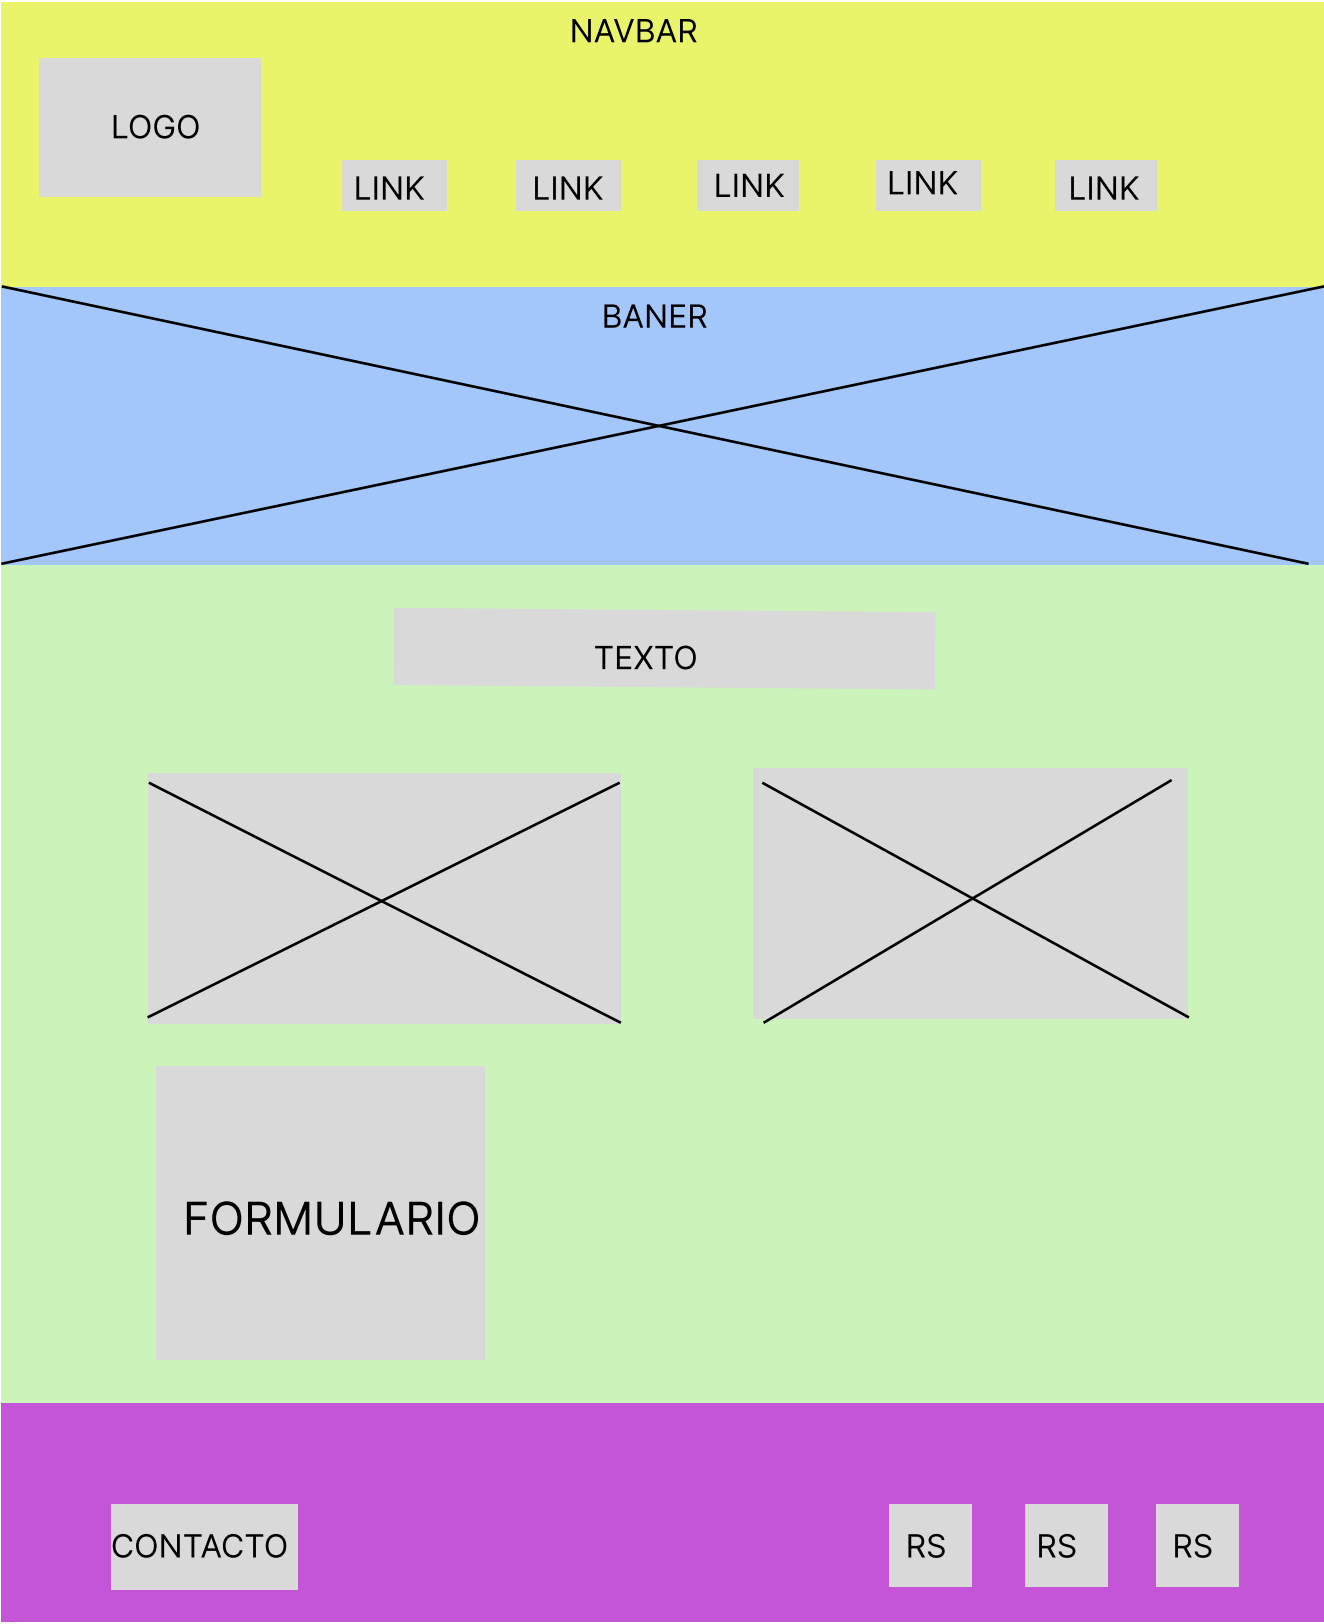 NAVBAR
LOGO
LINK LINK LINK LINK LINK
BANER
TEXTO
FORMULARIO
CONTACTO RS RS RS